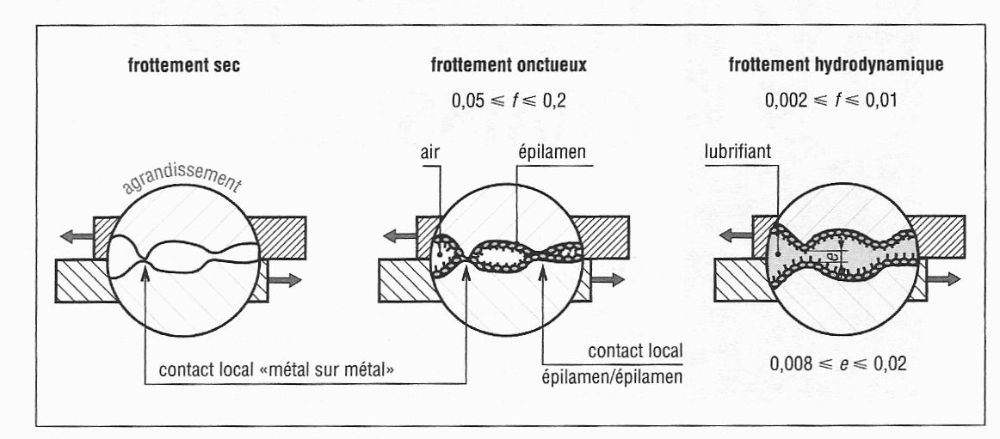 frottement sec
agrandissement
contact local «métal sur métal»
frottement onctueux
0,05 ≤ f ≤ 0,2
air
épilamen
contact local
épilamen/épilamen
frottement hydrodynamique
0,002 ≤ f ≤ 0,01
lubrifiant
e
0,008 ≤ e ≤ 0,02